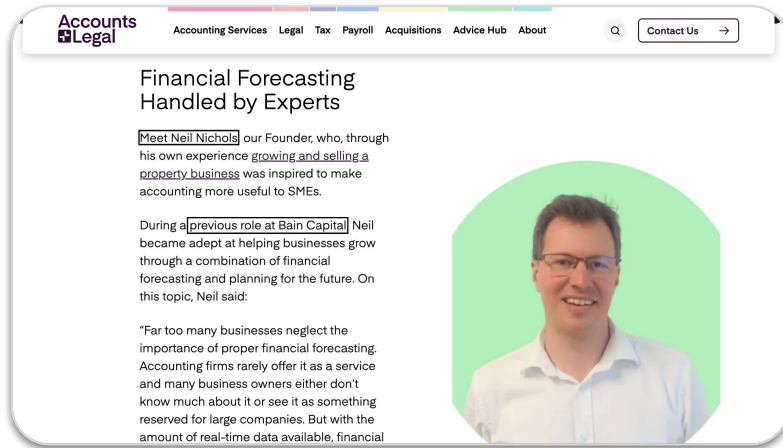 Accounts
Legal
Accounting Services Legal Tax Payroll Acquisitions Advice Hub About
Contact Us →
Financial Forecasting
Handled by Experts
Meet Neil Nichols, our Founder, who, through
his own experience growing and selling a
property business was inspired to make
accounting more useful to SMEs.
During a previous role at Bain Capital, Neil
became adept at helping businesses grow
through a combination of financial
forecasting and planning for the future. On
this topic, Neil said:
“Far too many businesses neglect the
importance of proper financial forecasting.
Accounting firms rarely offer it as a service
and many business owners either don’t
know much about it or see it as something
reserved for large companies. But with the
amount of real-time data available, financial